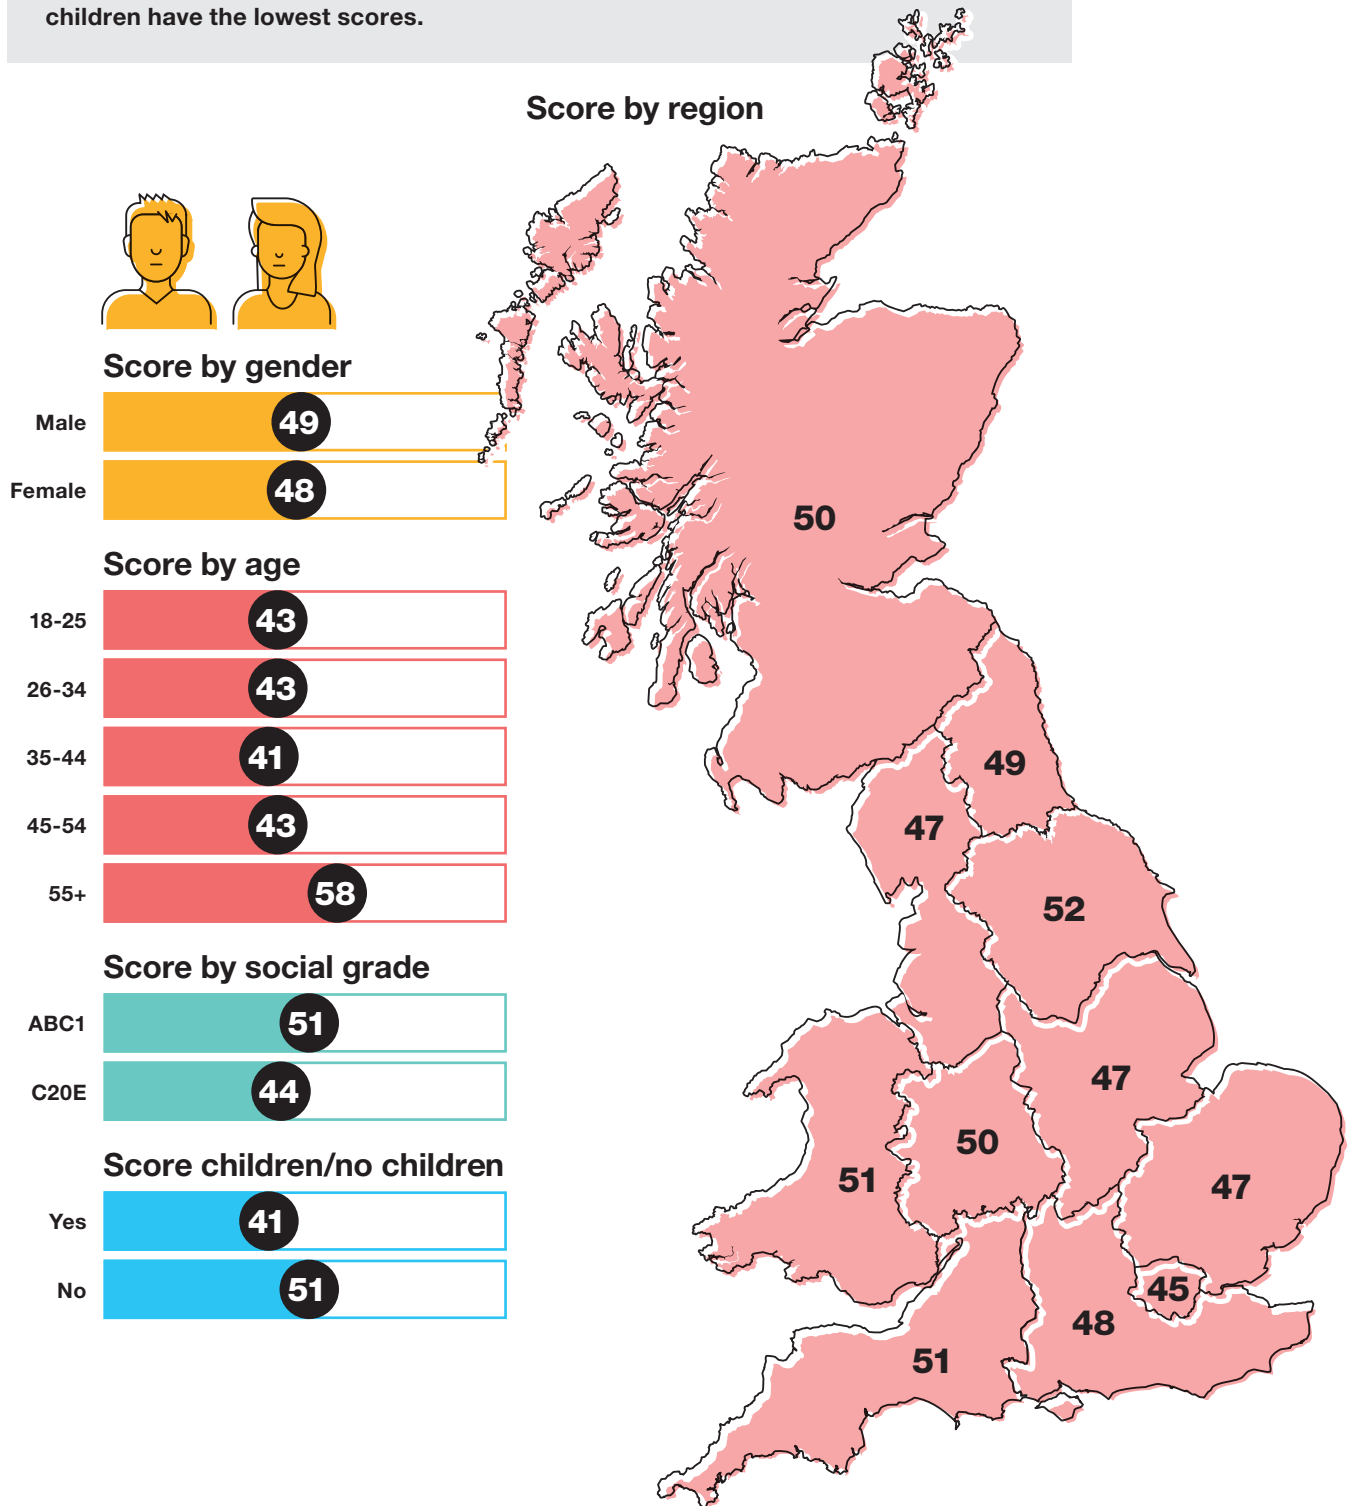 children have the lowest scores.
Score by region
Score by gender
Male 49
Female 48
Score by age
18-25 43
26-34 43
35-44 41
45-54 43
55+ 58
Score by social grade
ABC1 51
C20E 44
Score children/no children
Yes 41
No 51
50
49
47
52
47
50
51
47
45
48
51